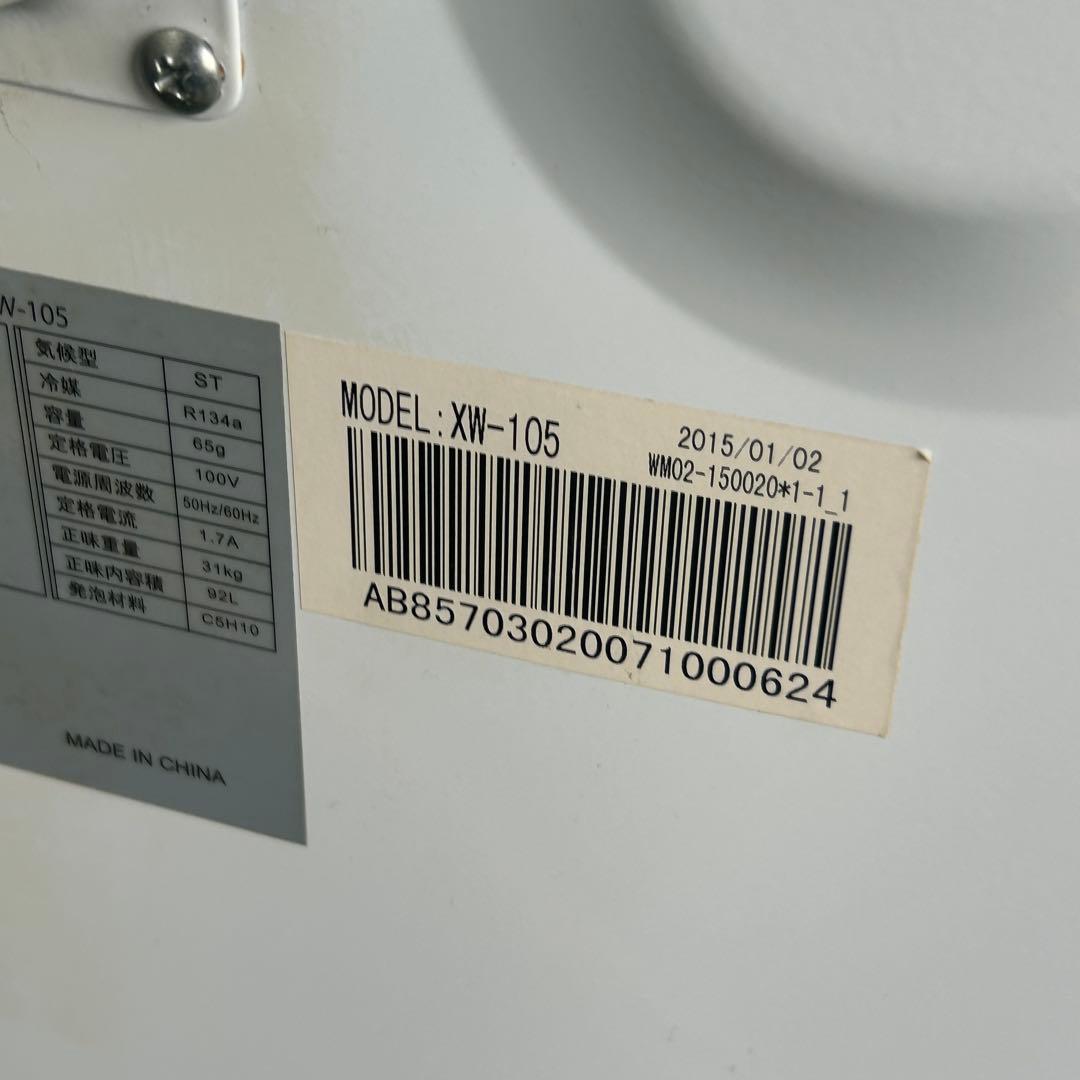 W-105
気候型 ST
冷媒 R134a
容量 65g
定格電圧 100V
電源周波数 50Hz/60Hz
定格電流 1.7A
正味重量 31kg
正味内容積 92L
発泡材料 C5H10
MADE IN CHINA
MODEL:XW-105
2015/01/02
WM02-150020*1-1_1
AB85703020071000624